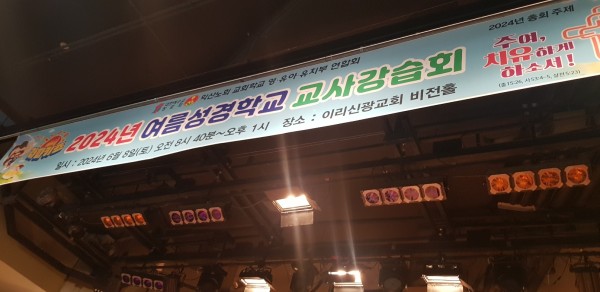 익산노회 교회학교 영·유아·유치부 연합회
2024년 여름성경학교 교사강습회
일시 : 2024년 6월 8일(토) 오전 8시 40분~오후 1시 장소 : 이리신광교회 비전홀
2024년 총회 주제
주여,
치유하게
하소서!